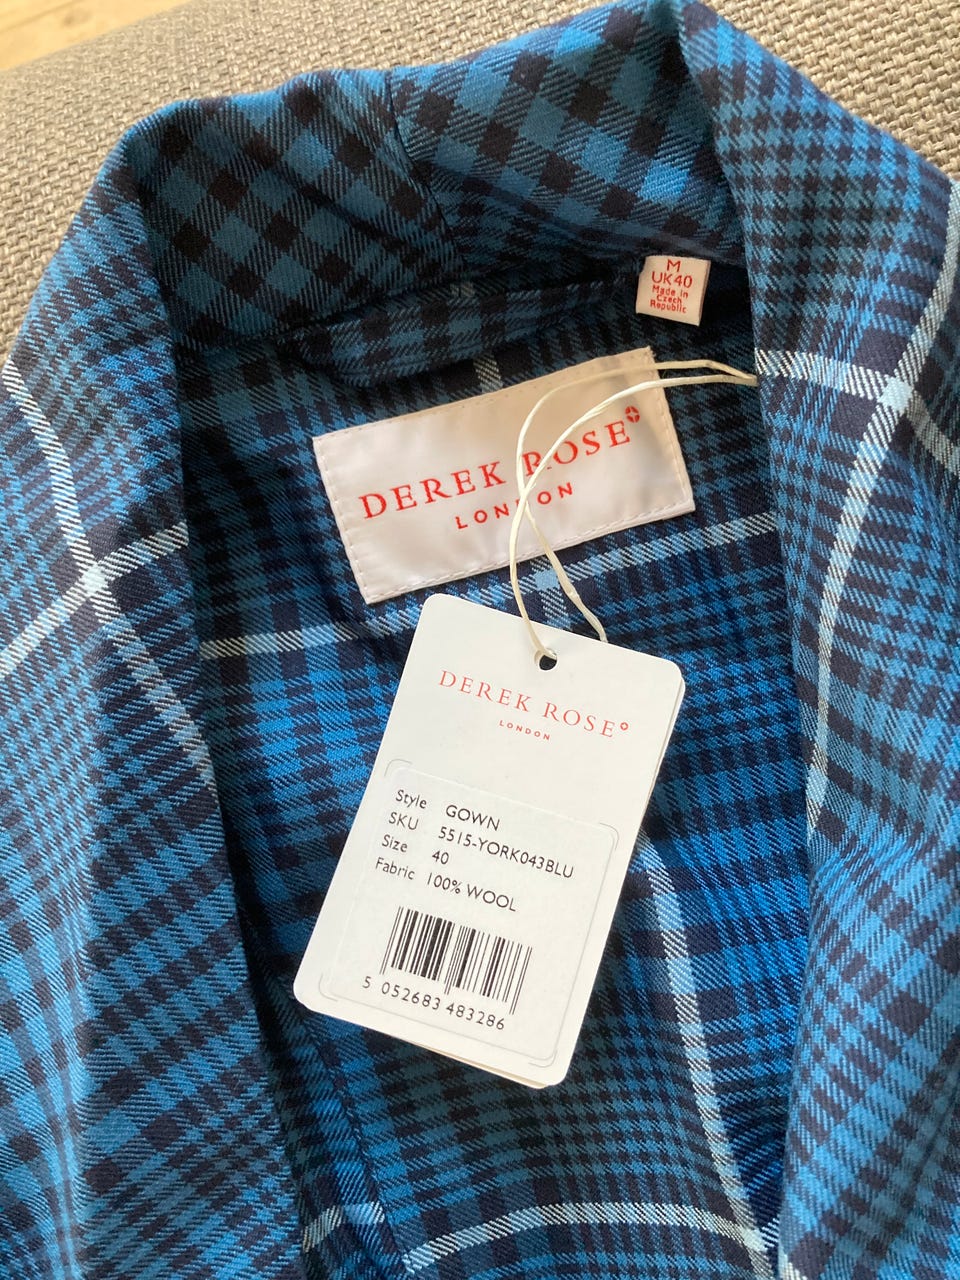 M
UK40
Made in
Czech
Republic
DEREK ROSE
LONDON
DEREK ROSE
LONDON
Style GOWN
SKU 5515-YORK043BLU
Size 40
Fabric 100% WOOL
5 052683 483286